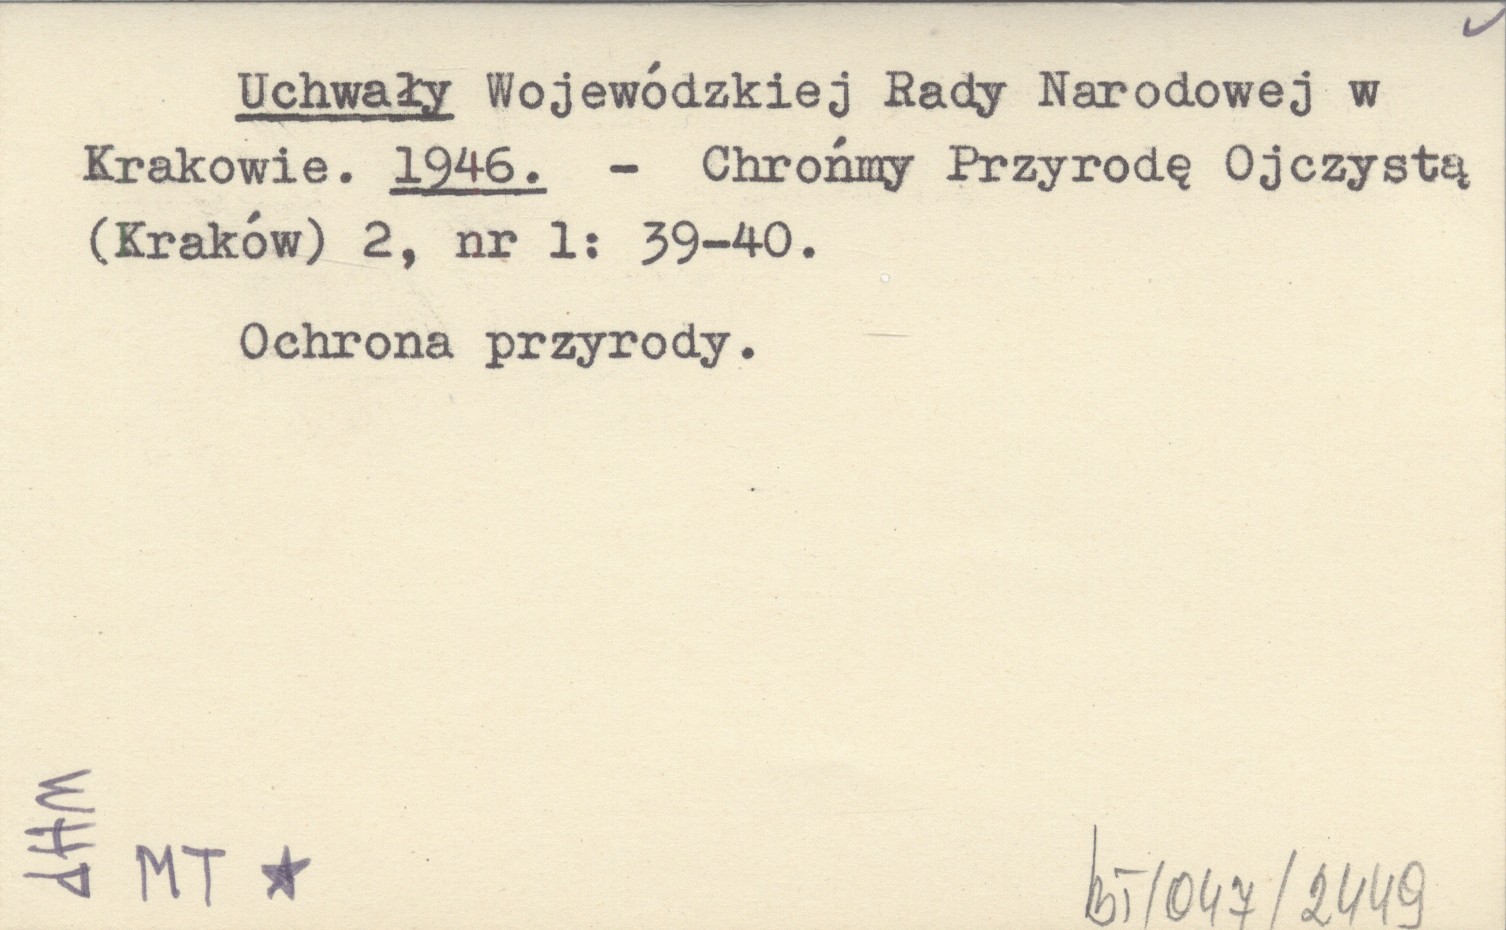 Uchwały Wojewódzkiej Rady Narodowej w
Krakowie. 1946. - Chrońmy Przyrodę Ojczystą
(Kraków) 2, nr 1: 39-40.
Ochrona przyrody.
WHP
MT ★
BT/047/2449